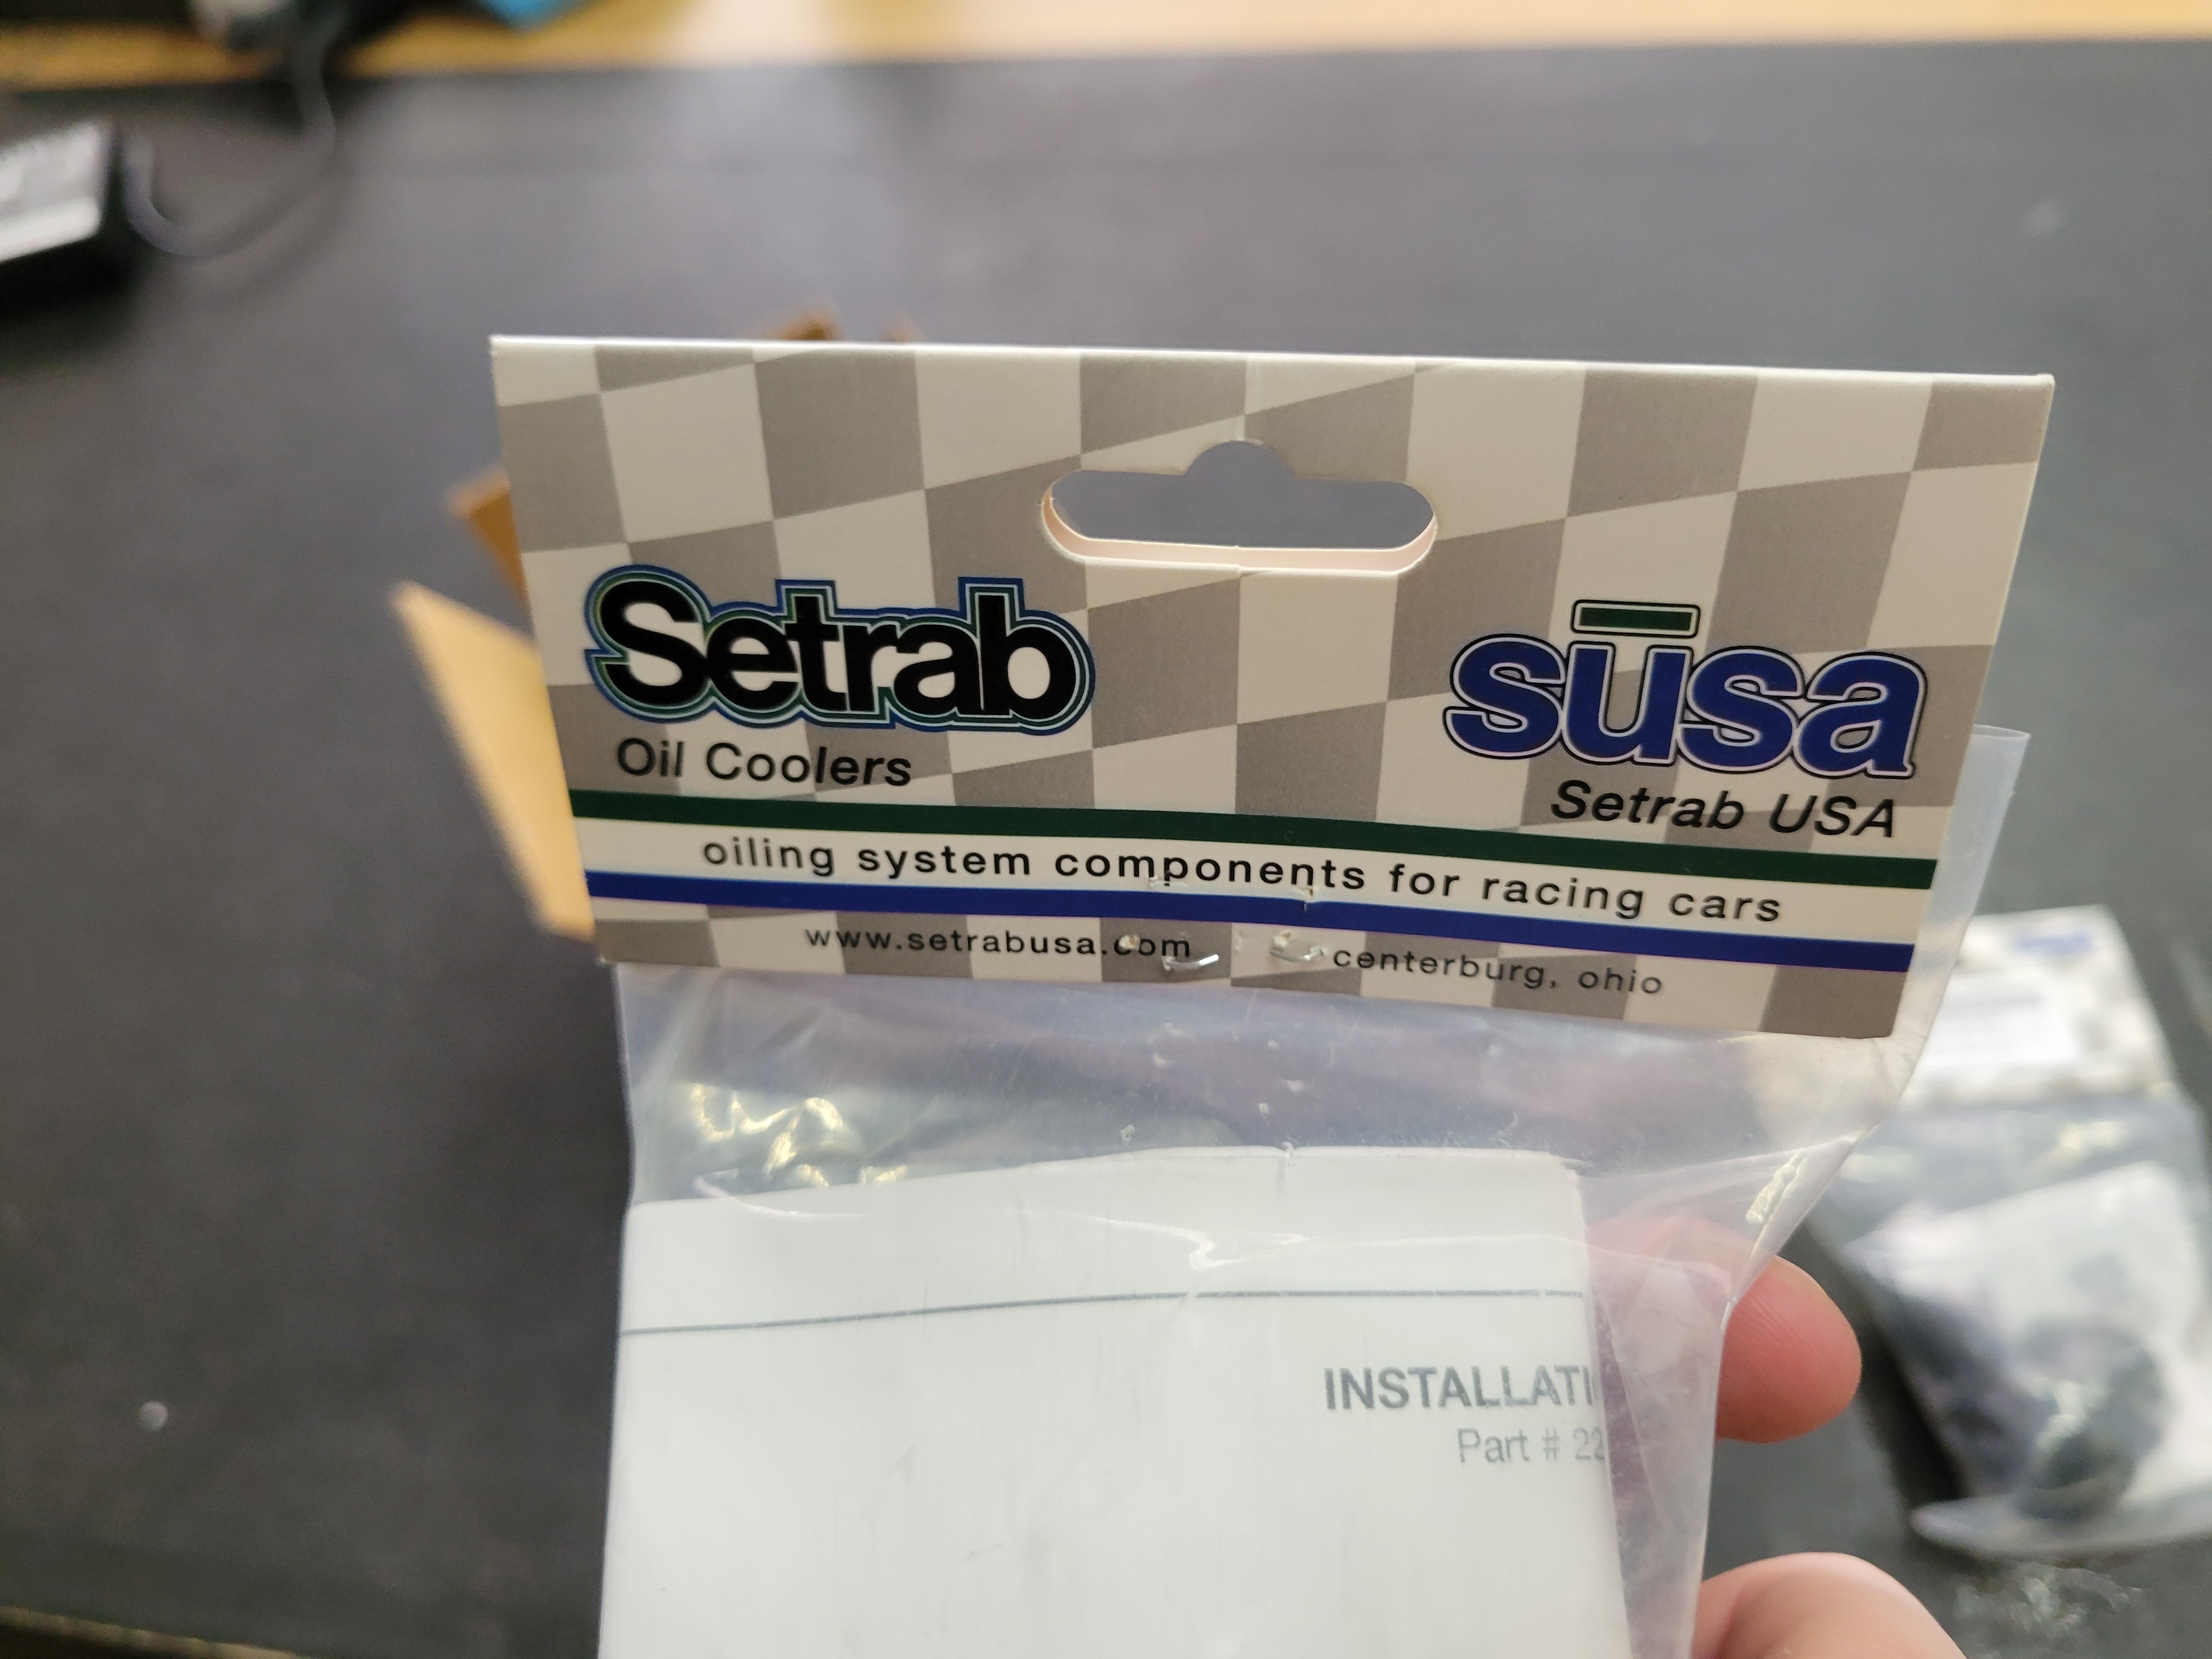 Setrab
Oil Coolers
sūsa
Setrab USA
oiling system components for racing cars
www.setrabusa.com
centerburg, ohio
INSTALLATI
Part # 22